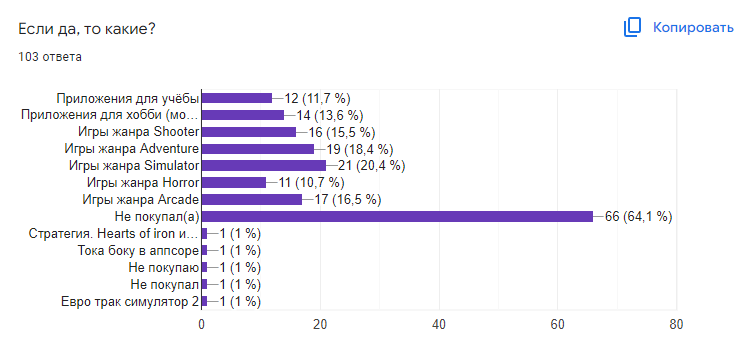 Если да, то какие?
Копировать
103 ответа
Приложения для учёбы 12 (11,7 %)
Приложения для хобби (мо… 14 (13,6 %)
Игры жанра Shooter 16 (15,5 %)
Игры жанра Adventure 19 (18,4 %)
Игры жанра Simulator 21 (20,4 %)
Игры жанра Horror 11 (10,7 %)
Игры жанра Arcade 17 (16,5 %)
Не покупал(а) 66 (64,1 %)
Стратегия. Hearts of iron и… 1 (1 %)
Тока боку в аппсоре 1 (1 %)
Не покупаю 1 (1 %)
Не покупал 1 (1 %)
Евро трак симулятор 2 1 (1 %)
0 20 40 60 80